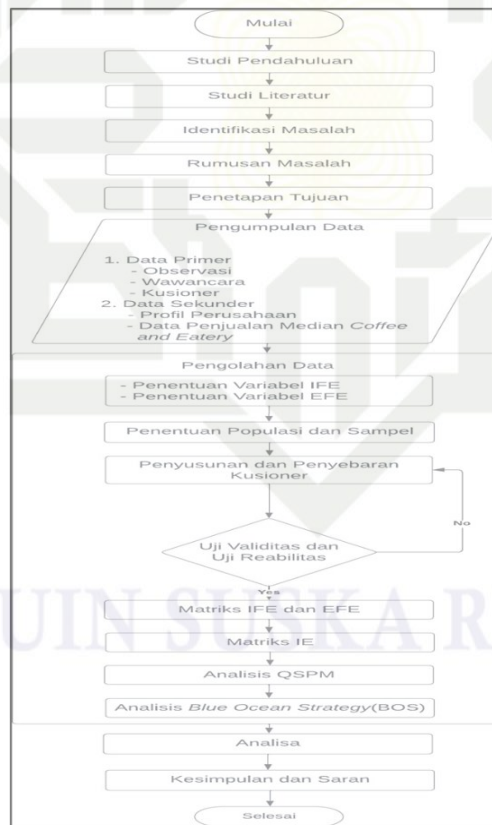 Mulai
Studi Pendahuluan
Studi Literatur
Identifikasi Masalah
Rumusan Masalah
Penetapan Tujuan
Pengumpulan Data
1. Data Primer
- Observasi
- Wawancara
- Kusioner
2. Data Sekunder
- Profil Perusahaan
- Data Penjualan Median Coffee
and Eatery
Pengolahan Data
- Penentuan Variabel IFE
- Penentuan Variabel EFE
Penentuan Populasi dan Sampel
Penyusunan dan Penyebaran
Kusioner
No
Uji Validitas dan
Uji Reabilitas
Yes
Matriks IFE dan EFE
Matriks IE
Analisis QSPM
Analisis Blue Ocean Strategy(BOS)
Analisa
Kesimpulan dan Saran
Selesai
UIN SUSKA R